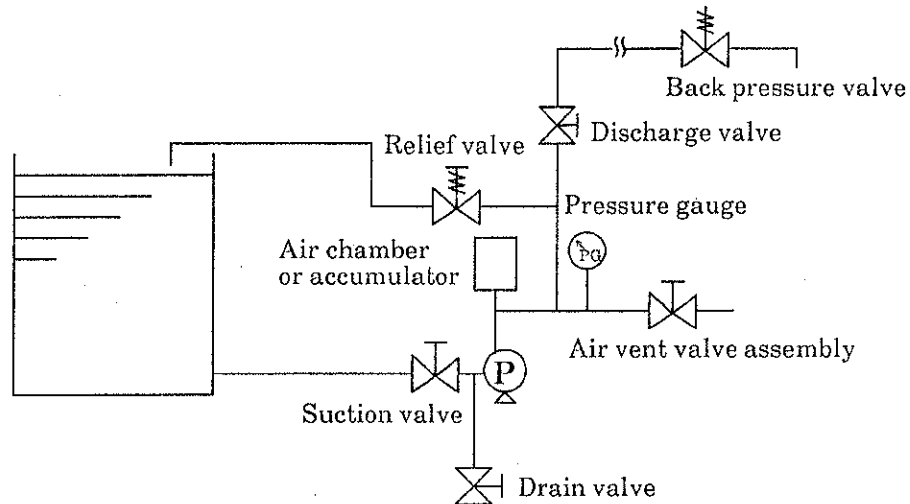 Back pressure valve
Discharge valve
Relief valve
Pressure gauge
PG
Air chamber
or accumulator
Air vent valve assembly
P
Suction valve
Drain valve